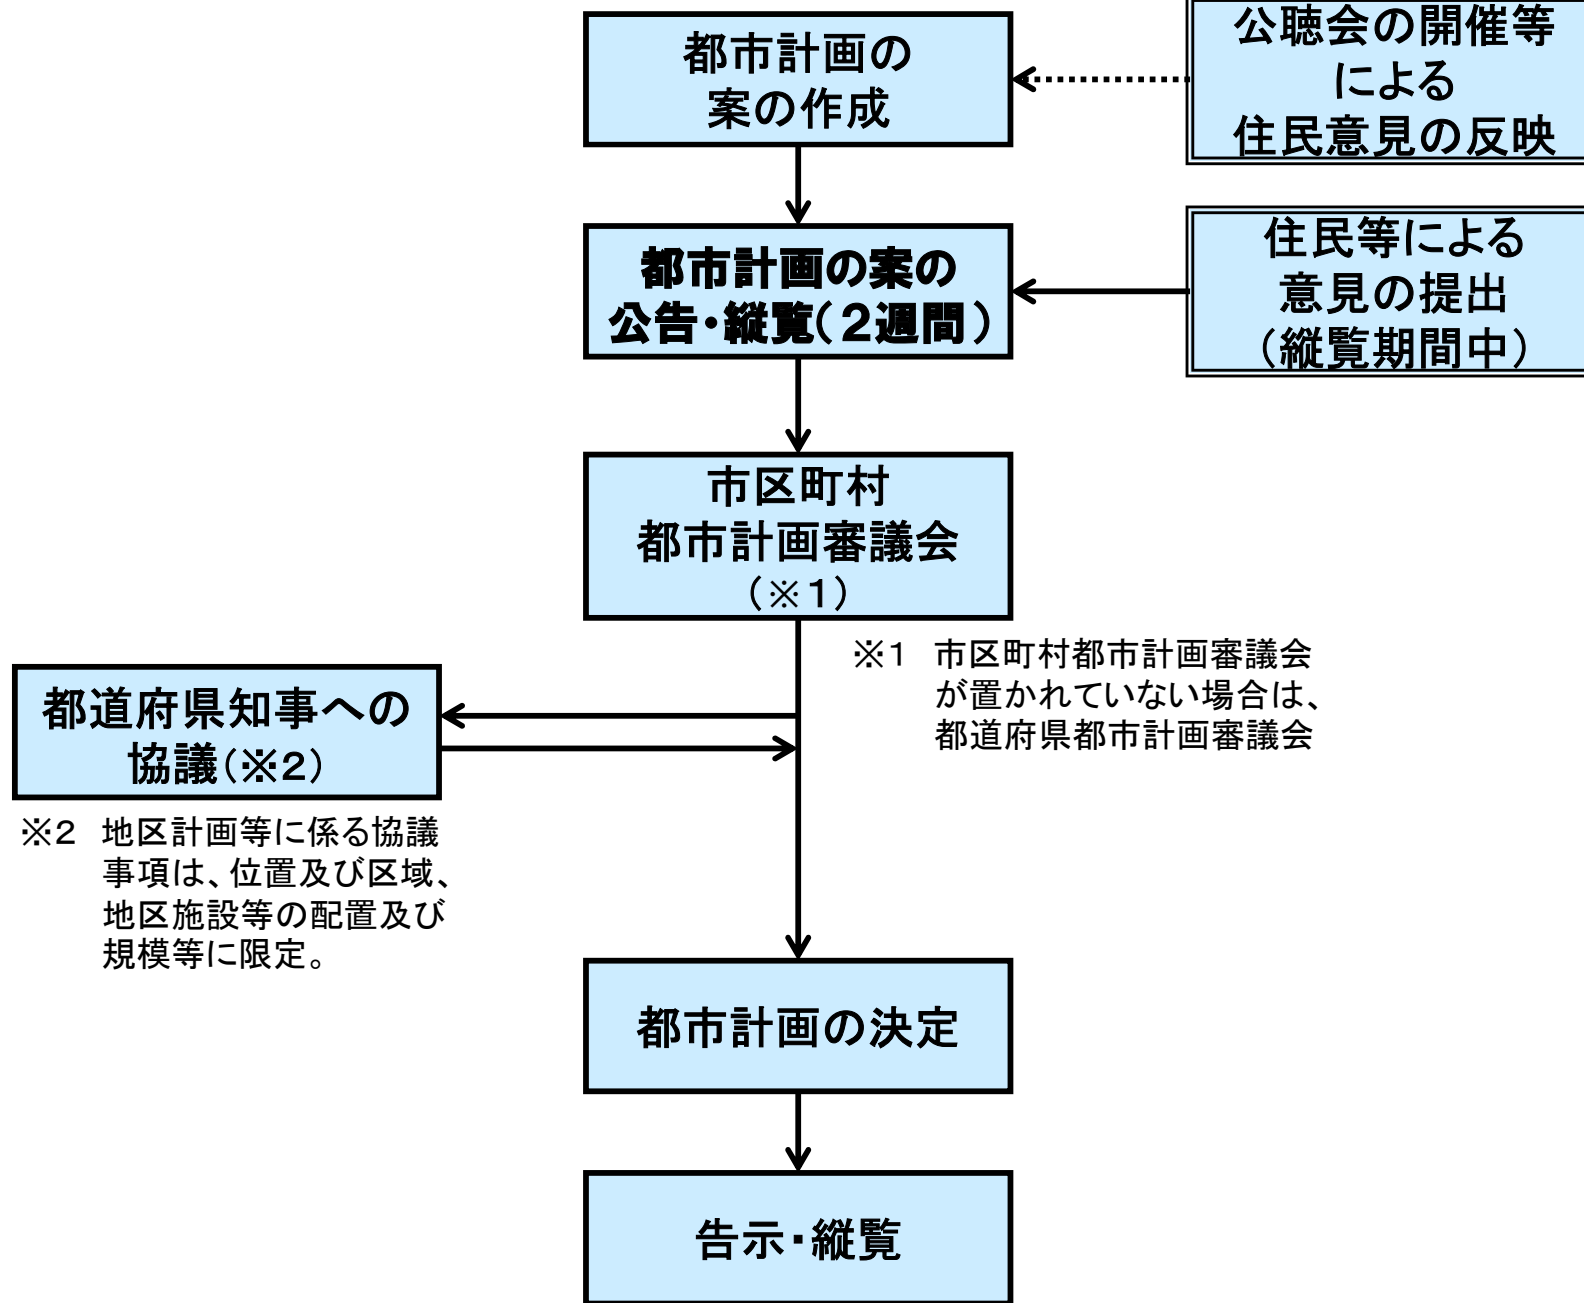 都市計画の
案の作成
公聴会の開催等
による
住民意見の反映
都市計画の案の
公告・縦覧(2週間)
住民等による
意見の提出
(縦覧期間中)
市区町村
都市計画審議会
(※1)
※1 市区町村都市計画審議会
が置かれていない場合は、
都道府県都市計画審議会
都道府県知事への
協議(※2)
※2 地区計画等に係る協議
事項は、位置及び区域、
地区施設等の配置及び
規模等に限定。
都市計画の決定
告示・縦覧